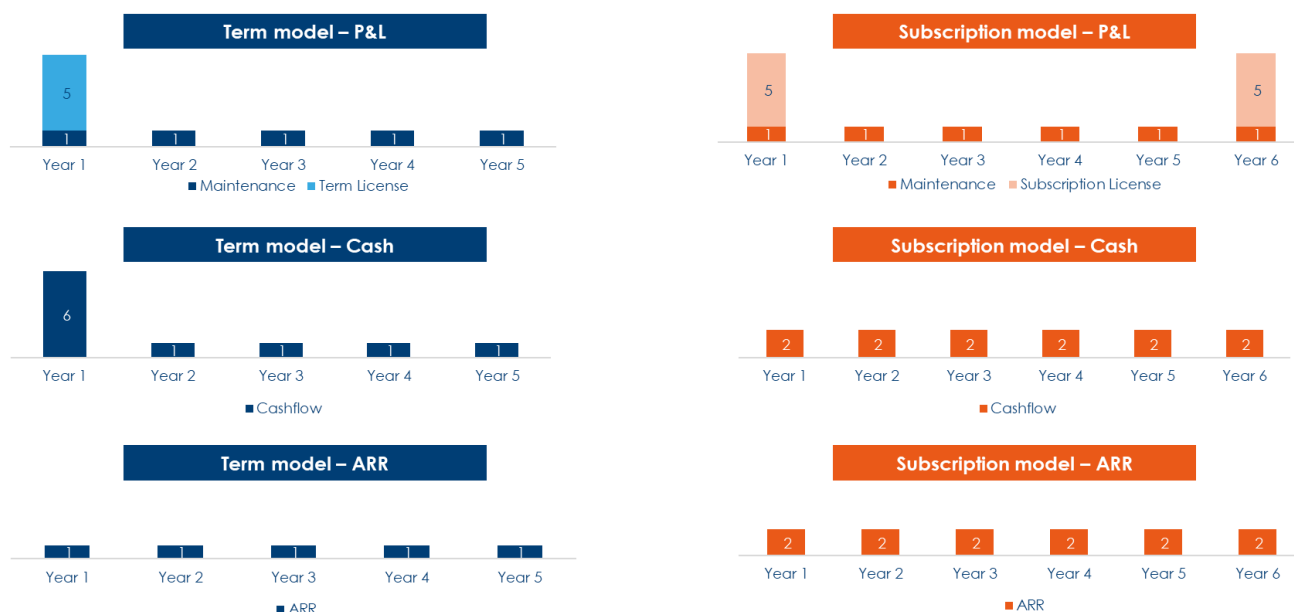 Term model – P&L
5
1 1 1 1 1
Year 1 Year 2 Year 3 Year 4 Year 5
Maintenance Term License
Subscription model – P&L
5 5
1 1 1 1 1 1
Year 1 Year 2 Year 3 Year 4 Year 5 Year 6
Maintenance Subscription License
Term model – Cash
6
1 1 1 1
Year 1 Year 2 Year 3 Year 4 Year 5
Cashflow
Subscription model – Cash
2 2 2 2 2 2
Year 1 Year 2 Year 3 Year 4 Year 5 Year 6
Cashflow
Term model – ARR
1 1 1 1 1
Year 1 Year 2 Year 3 Year 4 Year 5
ARR
Subscription model – ARR
2 2 2 2 2 2
Year 1 Year 2 Year 3 Year 4 Year 5 Year 6
ARR